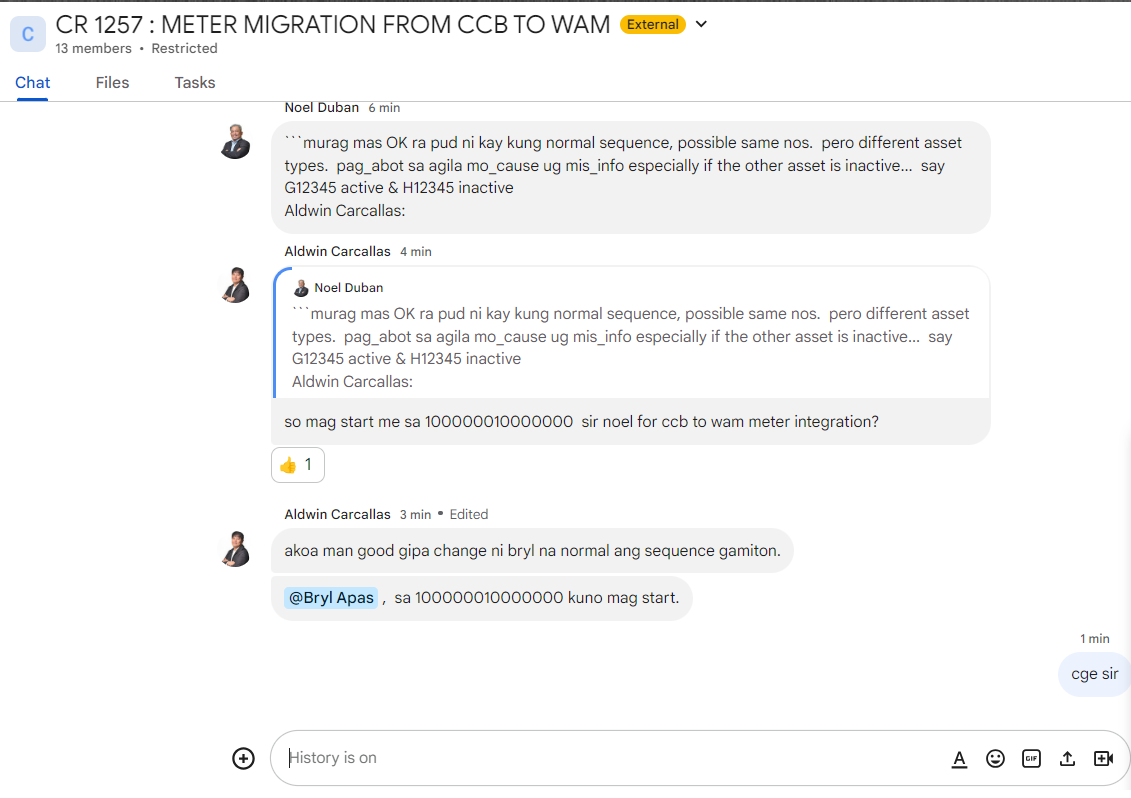 C
CR 1257 : METER MIGRATION FROM CCB TO WAM External
13 members • Restricted
Chat Files Tasks
Noel Duban 6 min
```murag mas OK ra pud ni kay kung normal sequence, possible same nos. pero different asset
types. pag_abot sa agila mo_cause ug mis_info especially if the other asset is inactive... say
G12345 active & H12345 inactive
Aldwin Carcallas:
Aldwin Carcallas 4 min
Noel Duban
```murag mas OK ra pud ni kay kung normal sequence, possible same nos. pero different asset
types. pag_abot sa agila mo_cause ug mis_info especially if the other asset is inactive... say
G12345 active & H12345 inactive
Aldwin Carcallas:
so mag start me sa 100000010000000 sir noel for ccb to wam meter integration?
👍 1
Aldwin Carcallas 3 min • Edited
akoa man good gipa change ni bryl na normal ang sequence gamiton.
@Bryl Apas , sa 100000010000000 kuno mag start.
1 min
cge sir
History is on
A
GIF